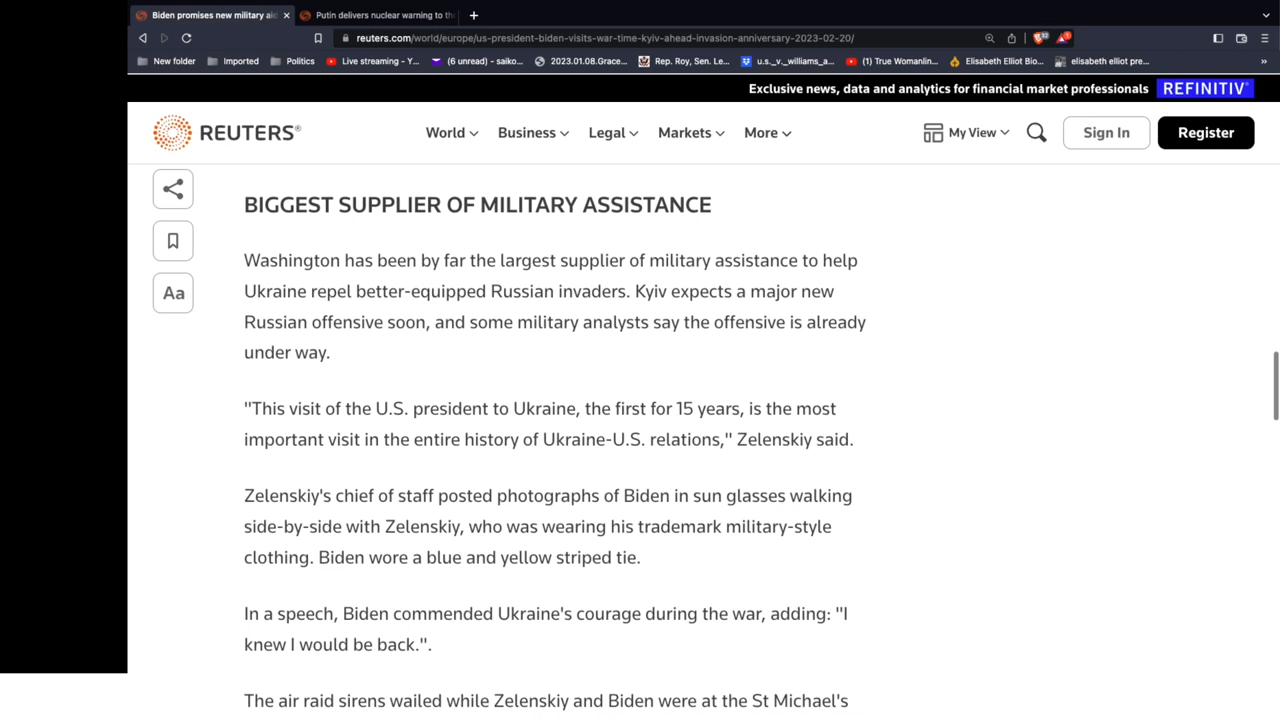 Biden promises new military aid
Putin delivers nuclear warning to the
reuters.com/world/europe/us-president-biden-visits-war-time-kyiv-ahead-invasion-anniversary-2023-02-20/
New folder Imported Politics Live streaming - Y... (6 unread) - saiko... 2023.01.08.Grace... Rep. Roy, Sen. Le... u.s._v._williams_a... (1) True Womanlin... Elisabeth Elliot Bio... elisabeth elliot pre... »
Exclusive news, data and analytics for financial market professionals REFINITIV
REUTERS® World Business Legal Markets More My View Sign In Register
BIGGEST SUPPLIER OF MILITARY ASSISTANCE
Washington has been by far the largest supplier of military assistance to help
Ukraine repel better-equipped Russian invaders. Kyiv expects a major new
Aa
Russian offensive soon, and some military analysts say the offensive is already
under way.
"This visit of the U.S. president to Ukraine, the first for 15 years, is the most
important visit in the entire history of Ukraine-U.S. relations," Zelenskiy said.
Zelenskiy's chief of staff posted photographs of Biden in sun glasses walking
side-by-side with Zelenskiy, who was wearing his trademark military-style
clothing. Biden wore a blue and yellow striped tie.
In a speech, Biden commended Ukraine's courage during the war, adding: "I
knew I would be back.".
The air raid sirens wailed while Zelenskiy and Biden were at the St Michael's